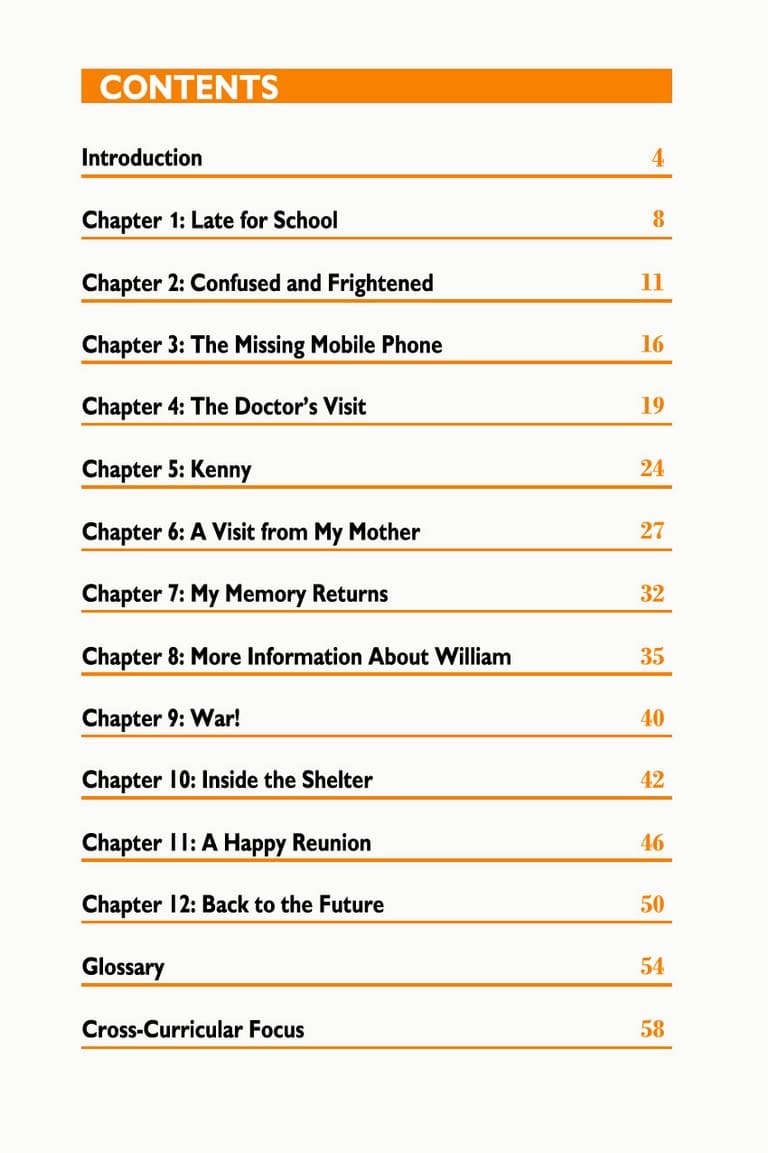 CONTENTS
Introduction 4
Chapter 1: Late for School 8
Chapter 2: Confused and Frightened 11
Chapter 3: The Missing Mobile Phone 16
Chapter 4: The Doctor’s Visit 19
Chapter 5: Kenny 24
Chapter 6: A Visit from My Mother 27
Chapter 7: My Memory Returns 32
Chapter 8: More Information About William 35
Chapter 9: War! 40
Chapter 10: Inside the Shelter 42
Chapter 11: A Happy Reunion 46
Chapter 12: Back to the Future 50
Glossary 54
Cross-Curricular Focus 58